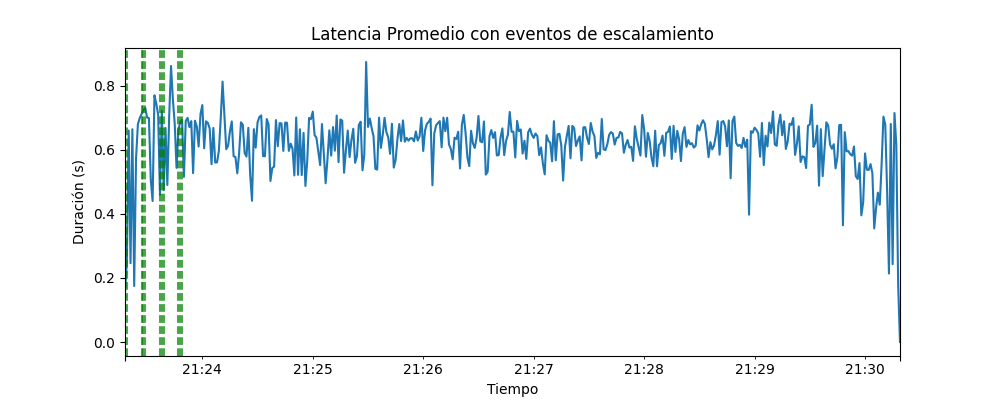 Latencia Promedio con eventos de escalamiento
Duración (s)
0.8
0.6
0.4
0.2
0.0
21:24 21:25 21:26 21:27 21:28 21:29 21:30
Tiempo